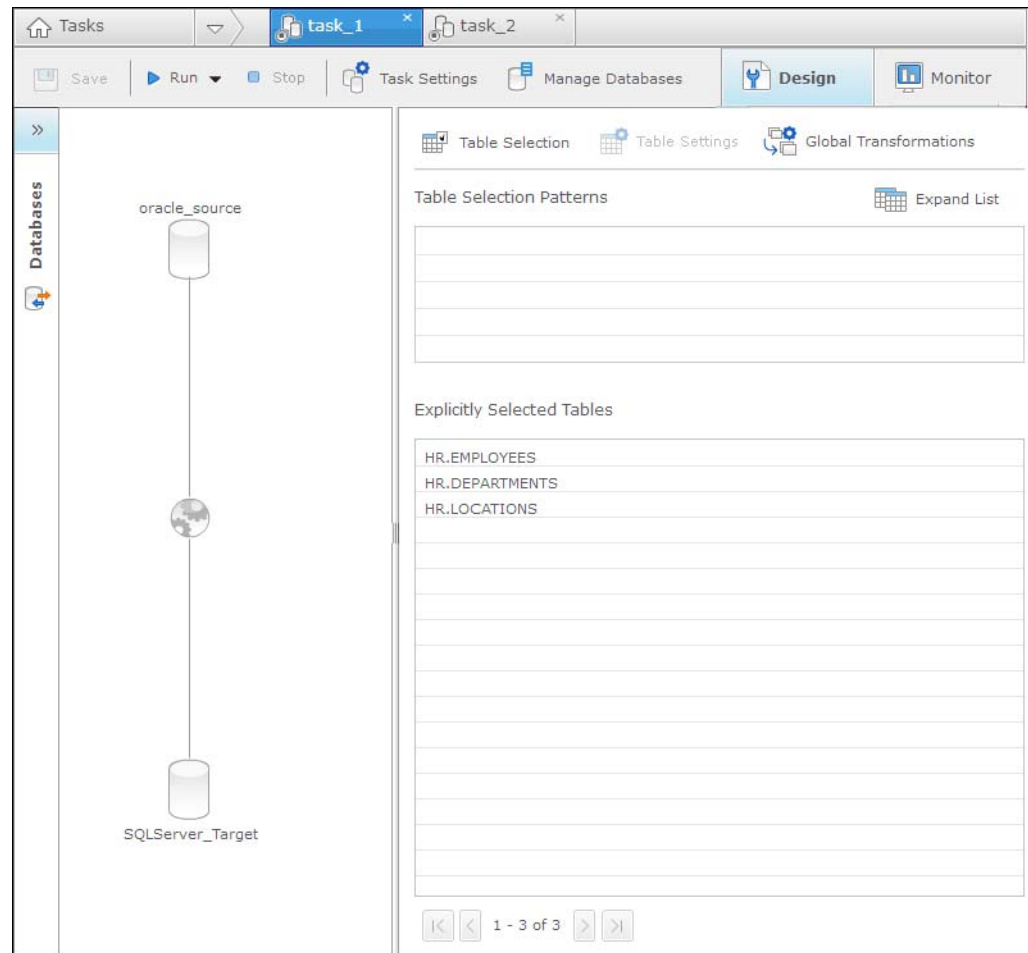 Tasks
task_1
task_2
Save
Run
Stop
Task Settings
Manage Databases
Design
Monitor
Databases
oracle_source
SQLServer_Target
Table Selection
Table Settings
Global Transformations
Table Selection Patterns
Expand List
Explicitly Selected Tables
HR.EMPLOYEES
HR.DEPARTMENTS
HR.LOCATIONS
1 - 3 of 3